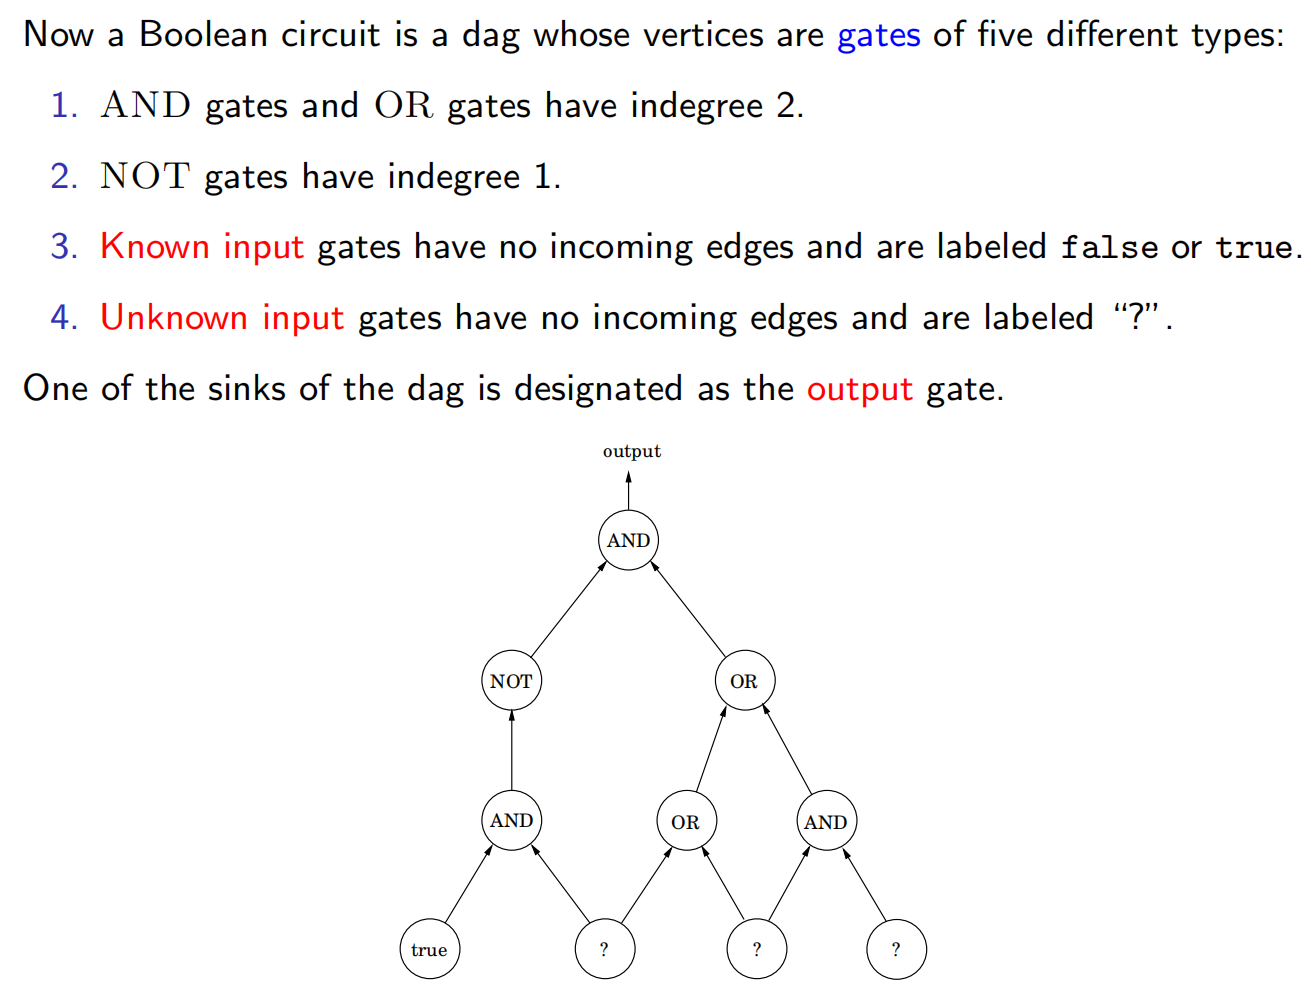 Now a Boolean circuit is a dag whose vertices are gates of five different types:
1. AND gates and OR gates have indegree 2.
2. NOT gates have indegree 1.
3. Known input gates have no incoming edges and are labeled false or true.
4. Unknown input gates have no incoming edges and are labeled “?”.
One of the sinks of the dag is designated as the output gate.
output
AND
NOT OR
AND OR AND
true ? ? ?